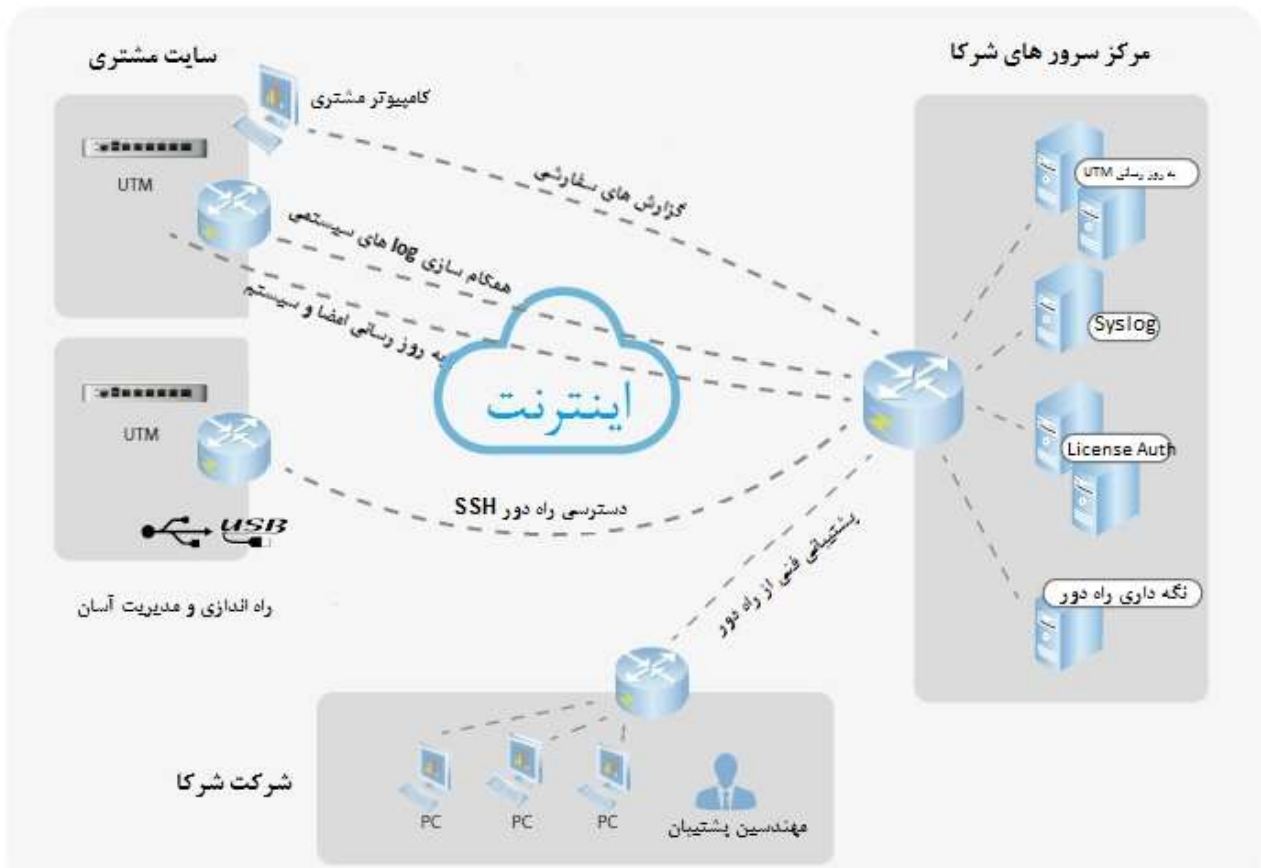 مرکز سرور های شرکا
سایت مشتری
کامپیوتر مشتری
UTM
گزارش های سفارشی
به روز رسانی UTM
همگام سازی log های سیستمی
به روز رسانی امضا و سیستم
Syslog
اینترنت
UTM
License Auth
دسترسی راه دور SSH
USB
پشتیبانی فنی از راه دور
نگه داری راه دور
راه اندازی و مدیریت آسان
شرکت شرکا
PC
PC
PC
مهندسین پشتیبان